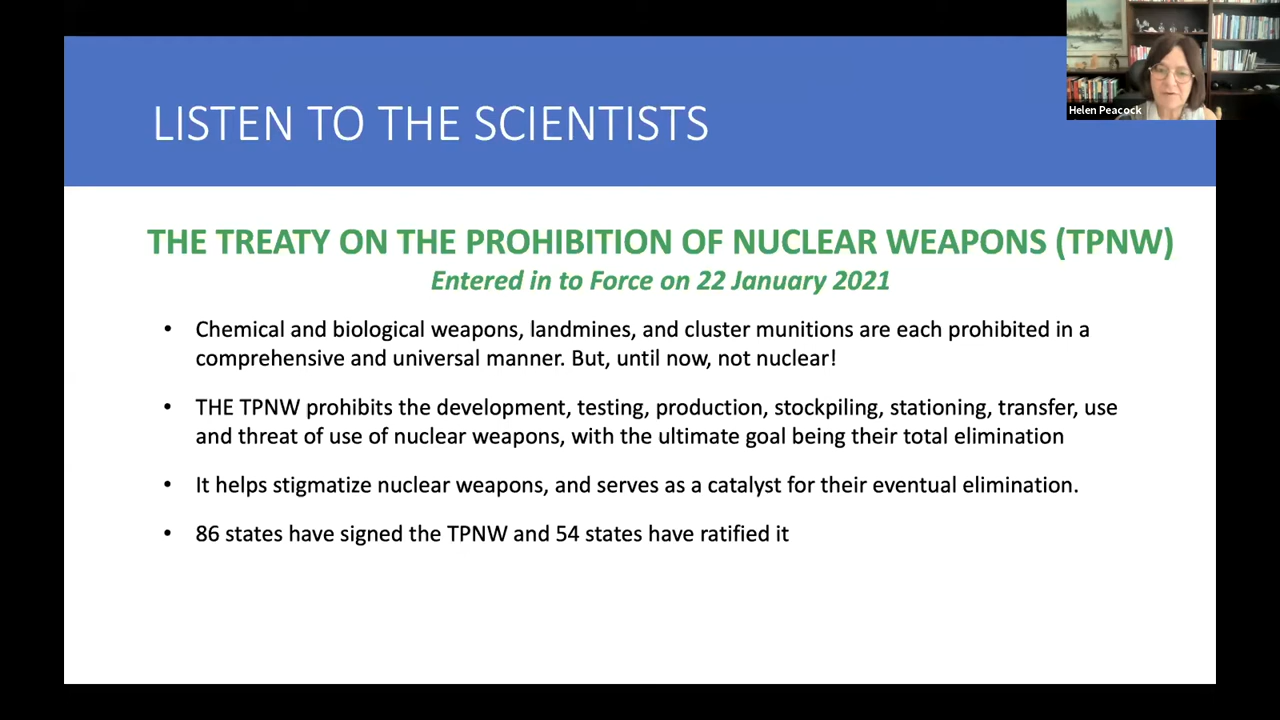 LISTEN TO THE SCIENTISTS
Helen Peacock
THE TREATY ON THE PROHIBITION OF NUCLEAR WEAPONS (TPNW)
Entered in to Force on 22 January 2021
• Chemical and biological weapons, landmines, and cluster munitions are each prohibited in a
comprehensive and universal manner. But, until now, not nuclear!
• THE TPNW prohibits the development, testing, production, stockpiling, stationing, transfer, use
and threat of use of nuclear weapons, with the ultimate goal being their total elimination
• It helps stigmatize nuclear weapons, and serves as a catalyst for their eventual elimination.
• 86 states have signed the TPNW and 54 states have ratified it